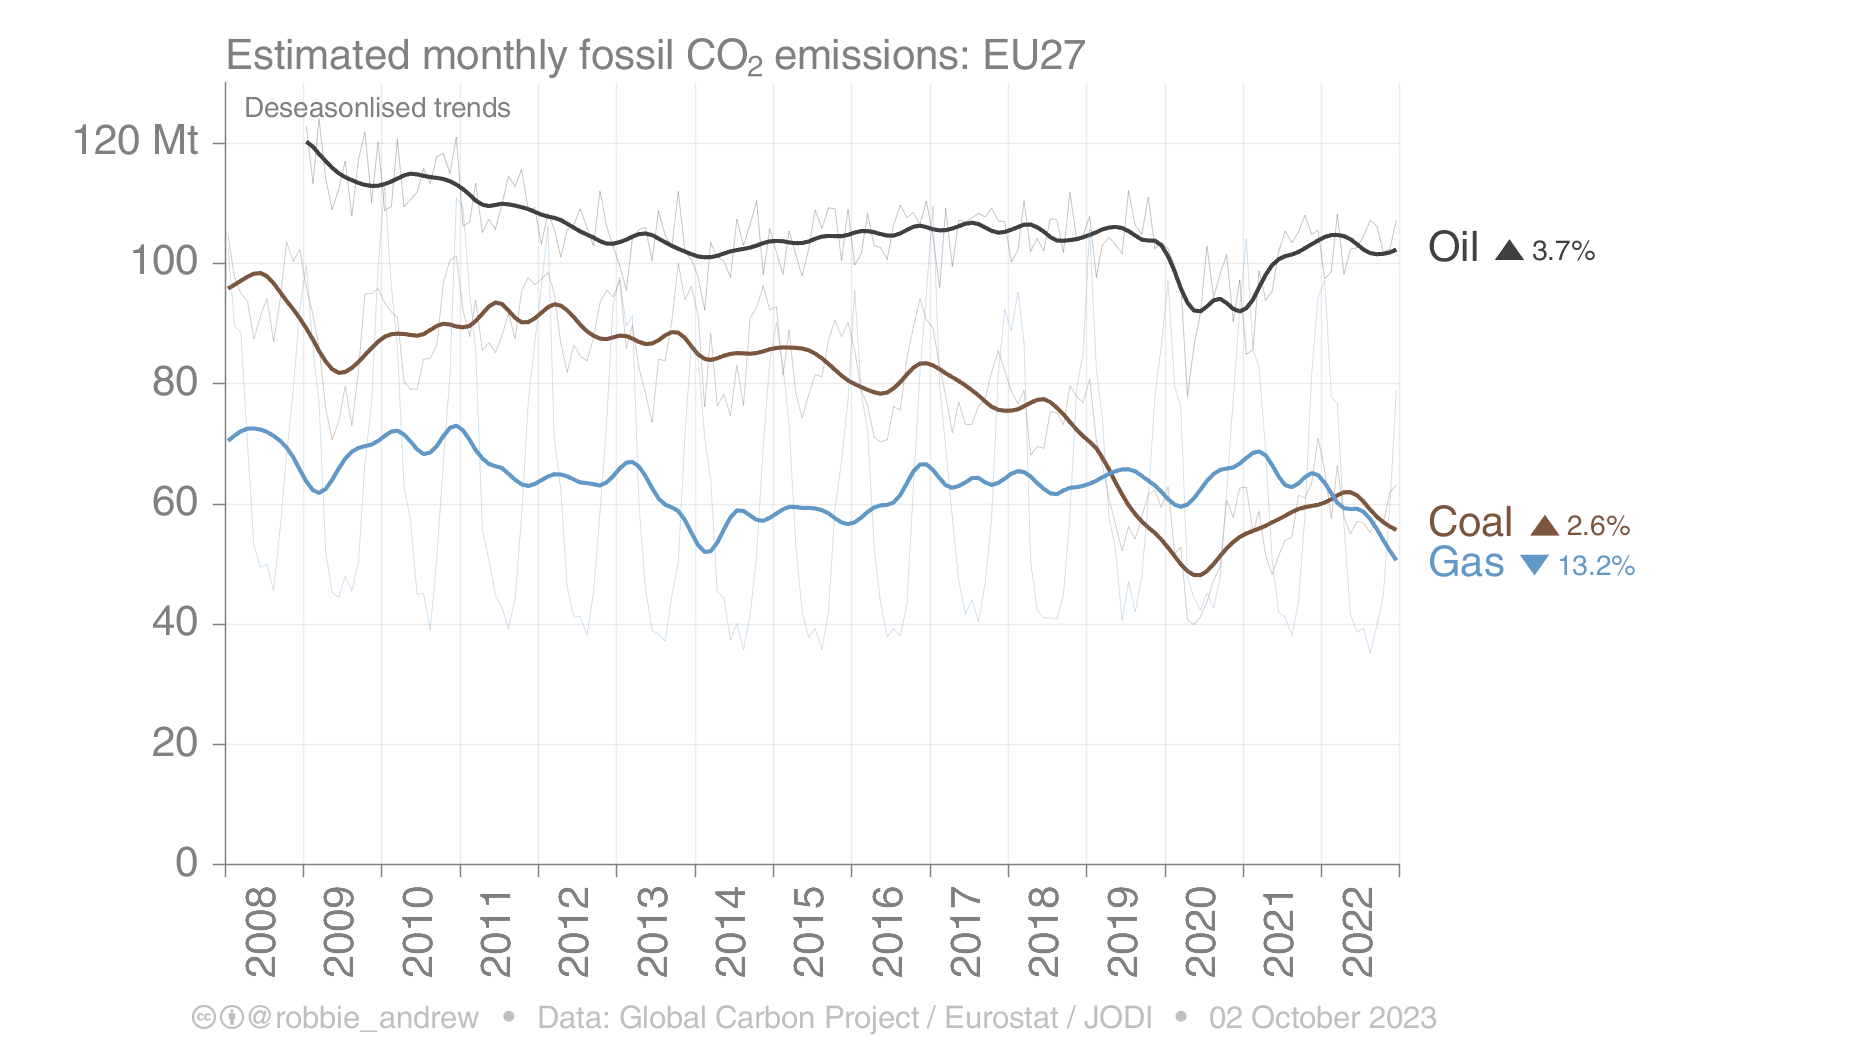 Estimated monthly fossil CO₂ emissions: EU27
Deseasonlised trends
120 Mt
100
80
60
40
20
0
Oil ▲ 3.7%
Coal ▲ 2.6%
Gas ▼ 13.2%
2008 2009 2010 2011 2012 2013 2014 2015 2016 2017 2018 2019 2020 2021 2022
@robbie_andrew • Data: Global Carbon Project / Eurostat / JODI • 02 October 2023